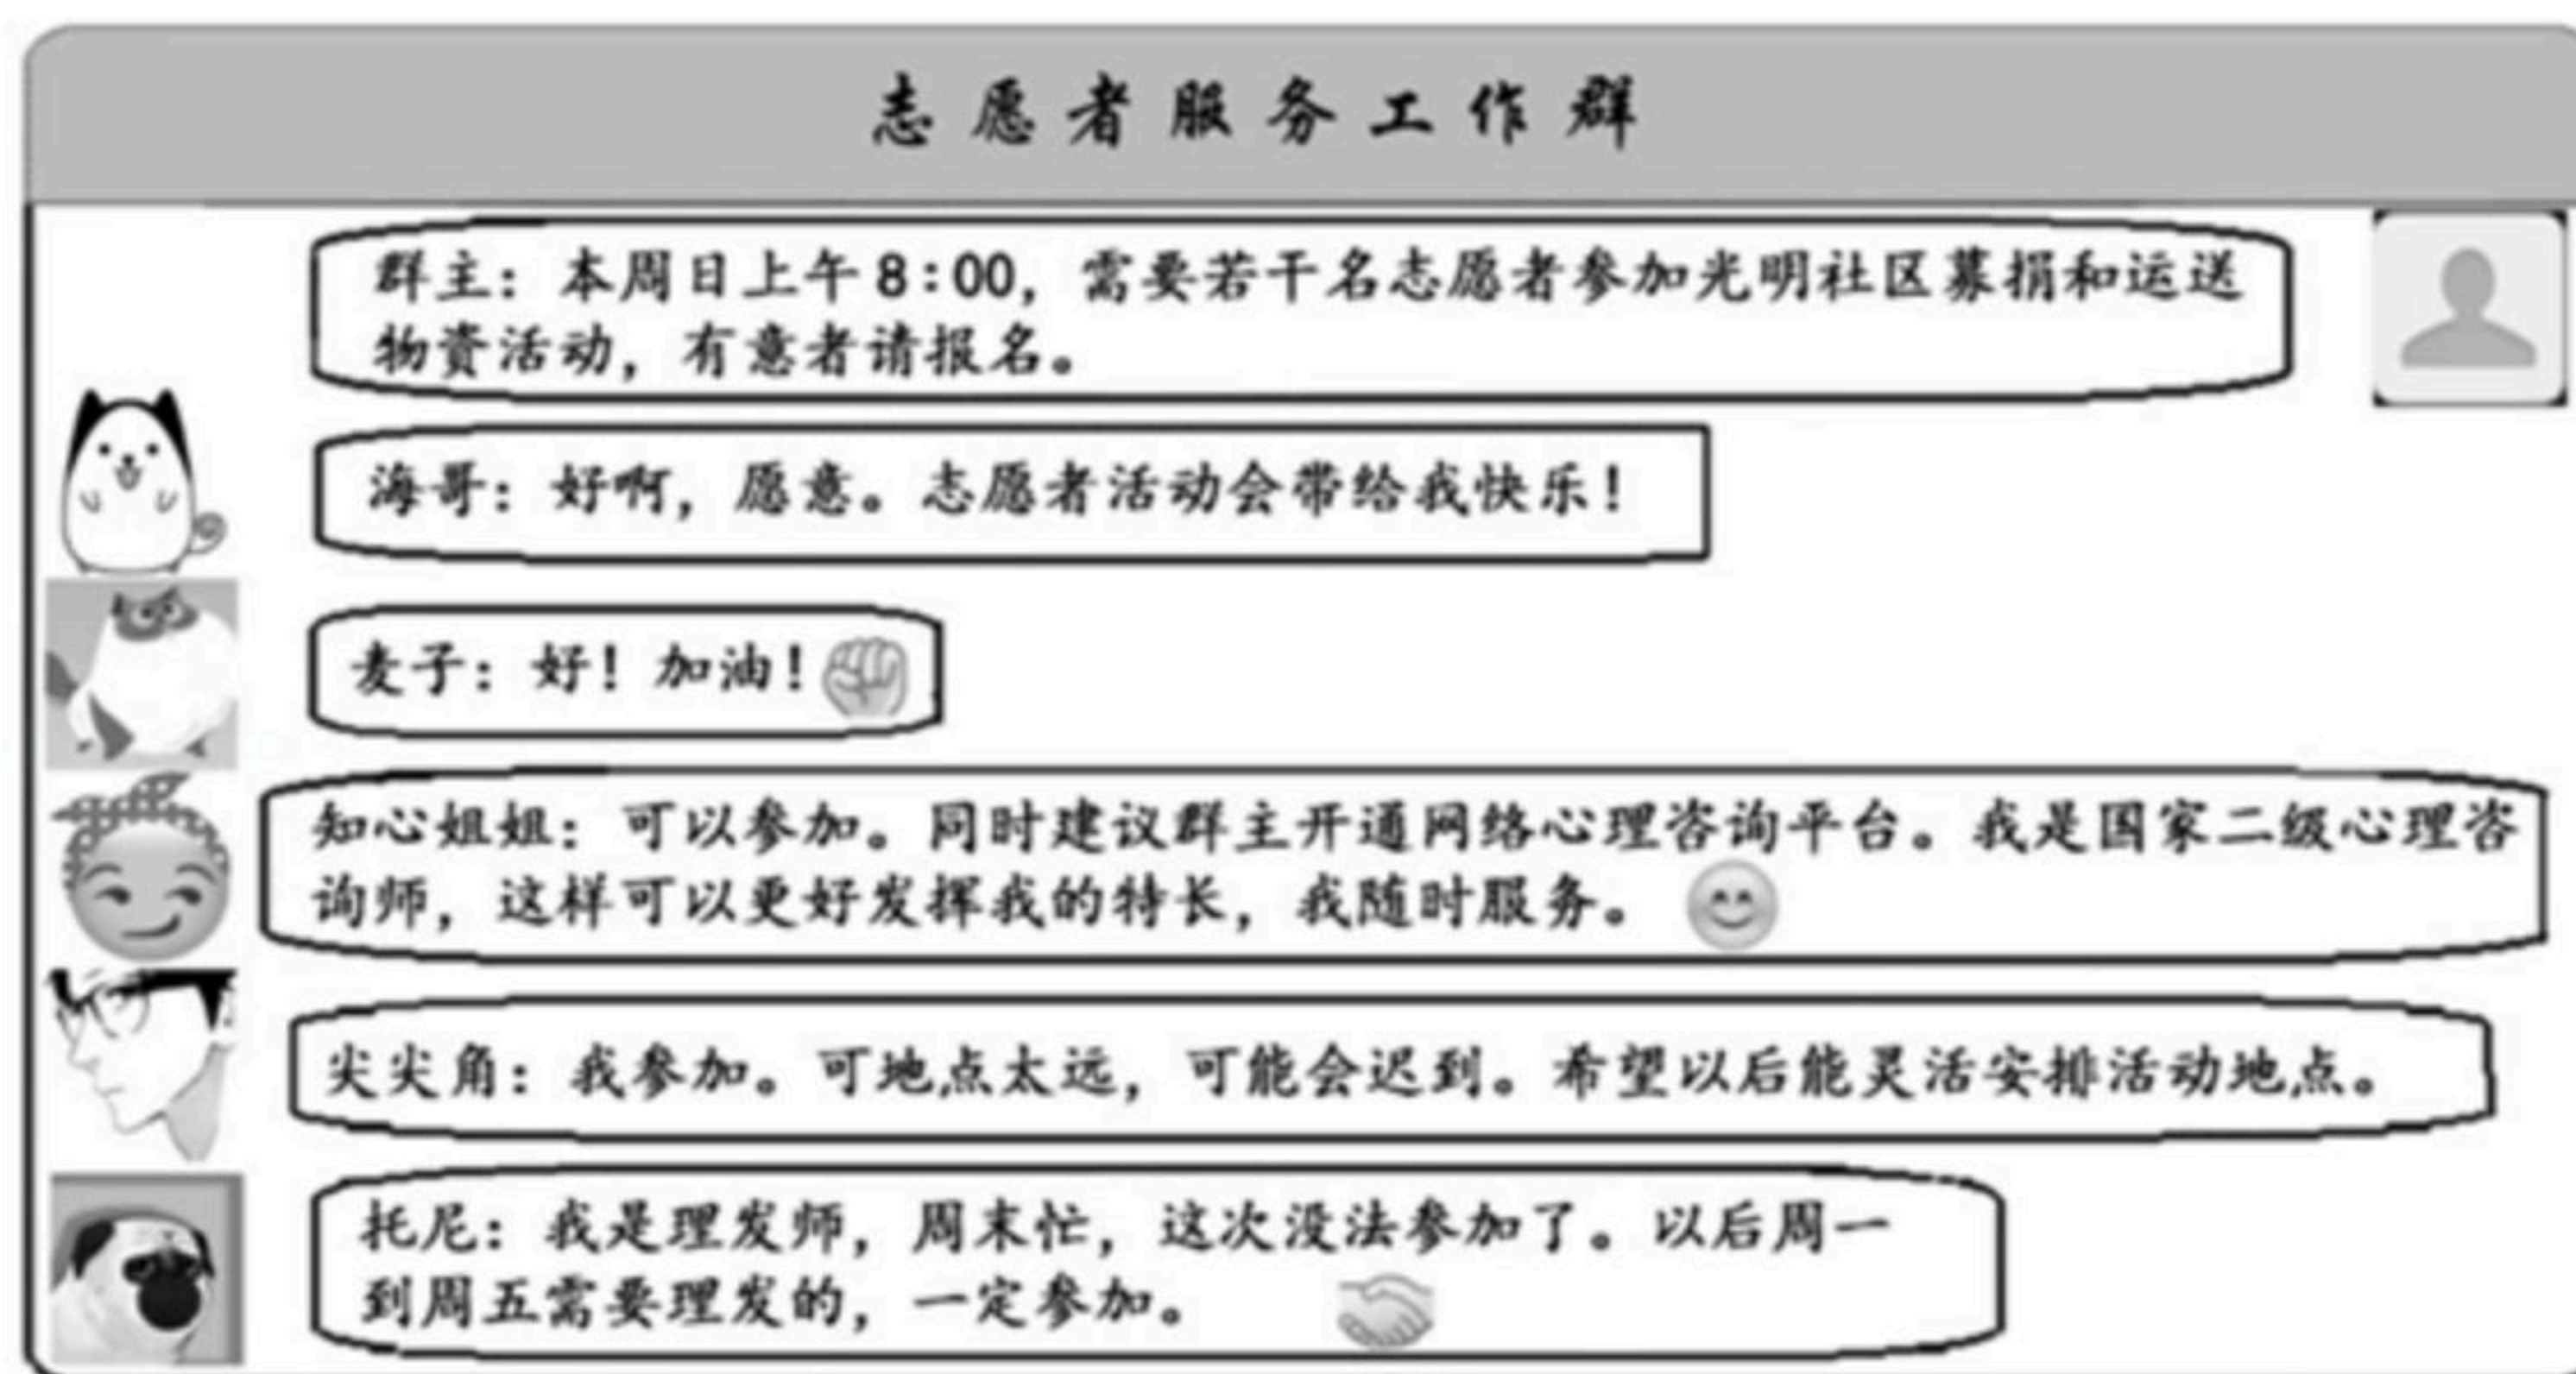 志愿者服务工作群
群主：本周日上午8:00，需要若干名志愿者参加光明社区募捐和运送
物资活动，有意者请报名。
海哥：好啊，愿意。志愿者活动会带给我快乐！
麦子：好！加油！
知心姐姐：可以参加。同时建议群主开通网络心理咨询平台。我是国家二级心理咨
询师，这样可以更好发挥我的特长，我随时服务。
尖尖角：我参加。可地点太远，可能会迟到。希望以后能灵活安排活动地点。
托尼：我是理发师，周末忙，这次没法参加了。以后周一
到周五需要理发的，一定参加。